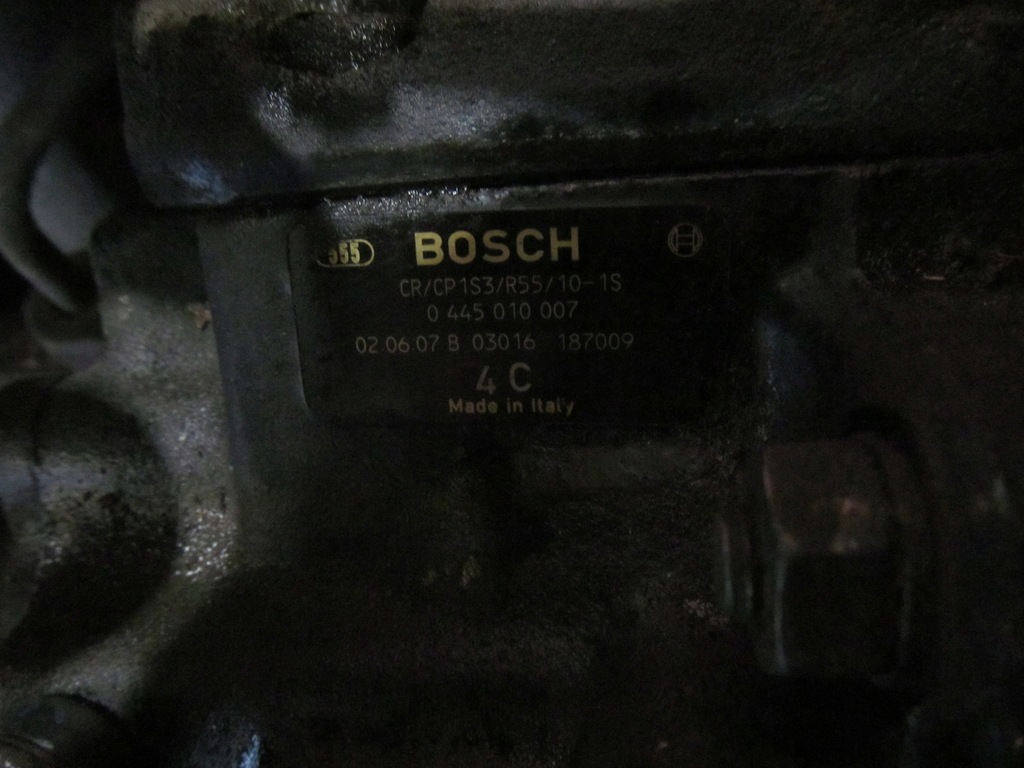 955 BOSCH
CR/CP1S3/R55/10-1S
0 445 010 007
02.06.07 B 03016 187009
4 C
Made in Italy